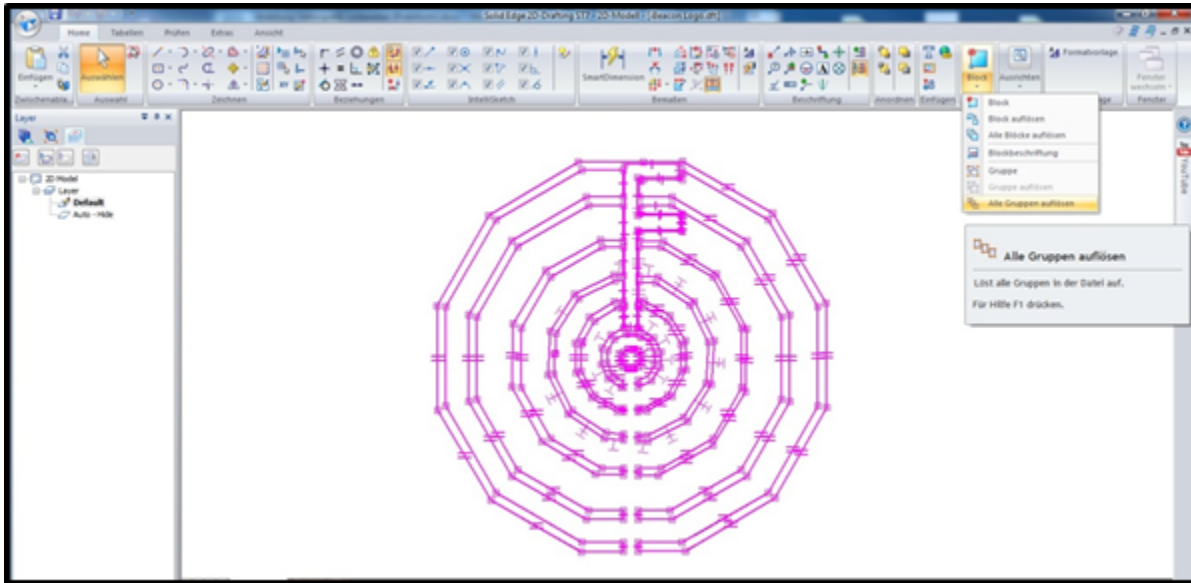 Solid Edge 2D-Drafting ST7 - 2D-Modell - [iBeacon Logo.dft]
Home Tabellen Prüfen Extras Ansicht
Einfügen
Auswählen
SmartDimension
Block
Ausrichten
Formatvorlage
Fenster
wechseln
Zwischenabla...
Auswahl
Zeichnen
Beziehungen
IntelliSketch
Bemaßen
Beschriftung
Anordnen
Einfügen
Fenster
Layer
2D Model
Layer
Default
Auto - Hide
Block
Block auflösen
Alle Blöcke auflösen
Blockbeschriftung
Gruppe
Gruppe auflösen
Alle Gruppen auflösen
Alle Gruppen auflösen
Löst alle Gruppen in der Datei auf.
Für Hilfe F1 drücken.
YouTube